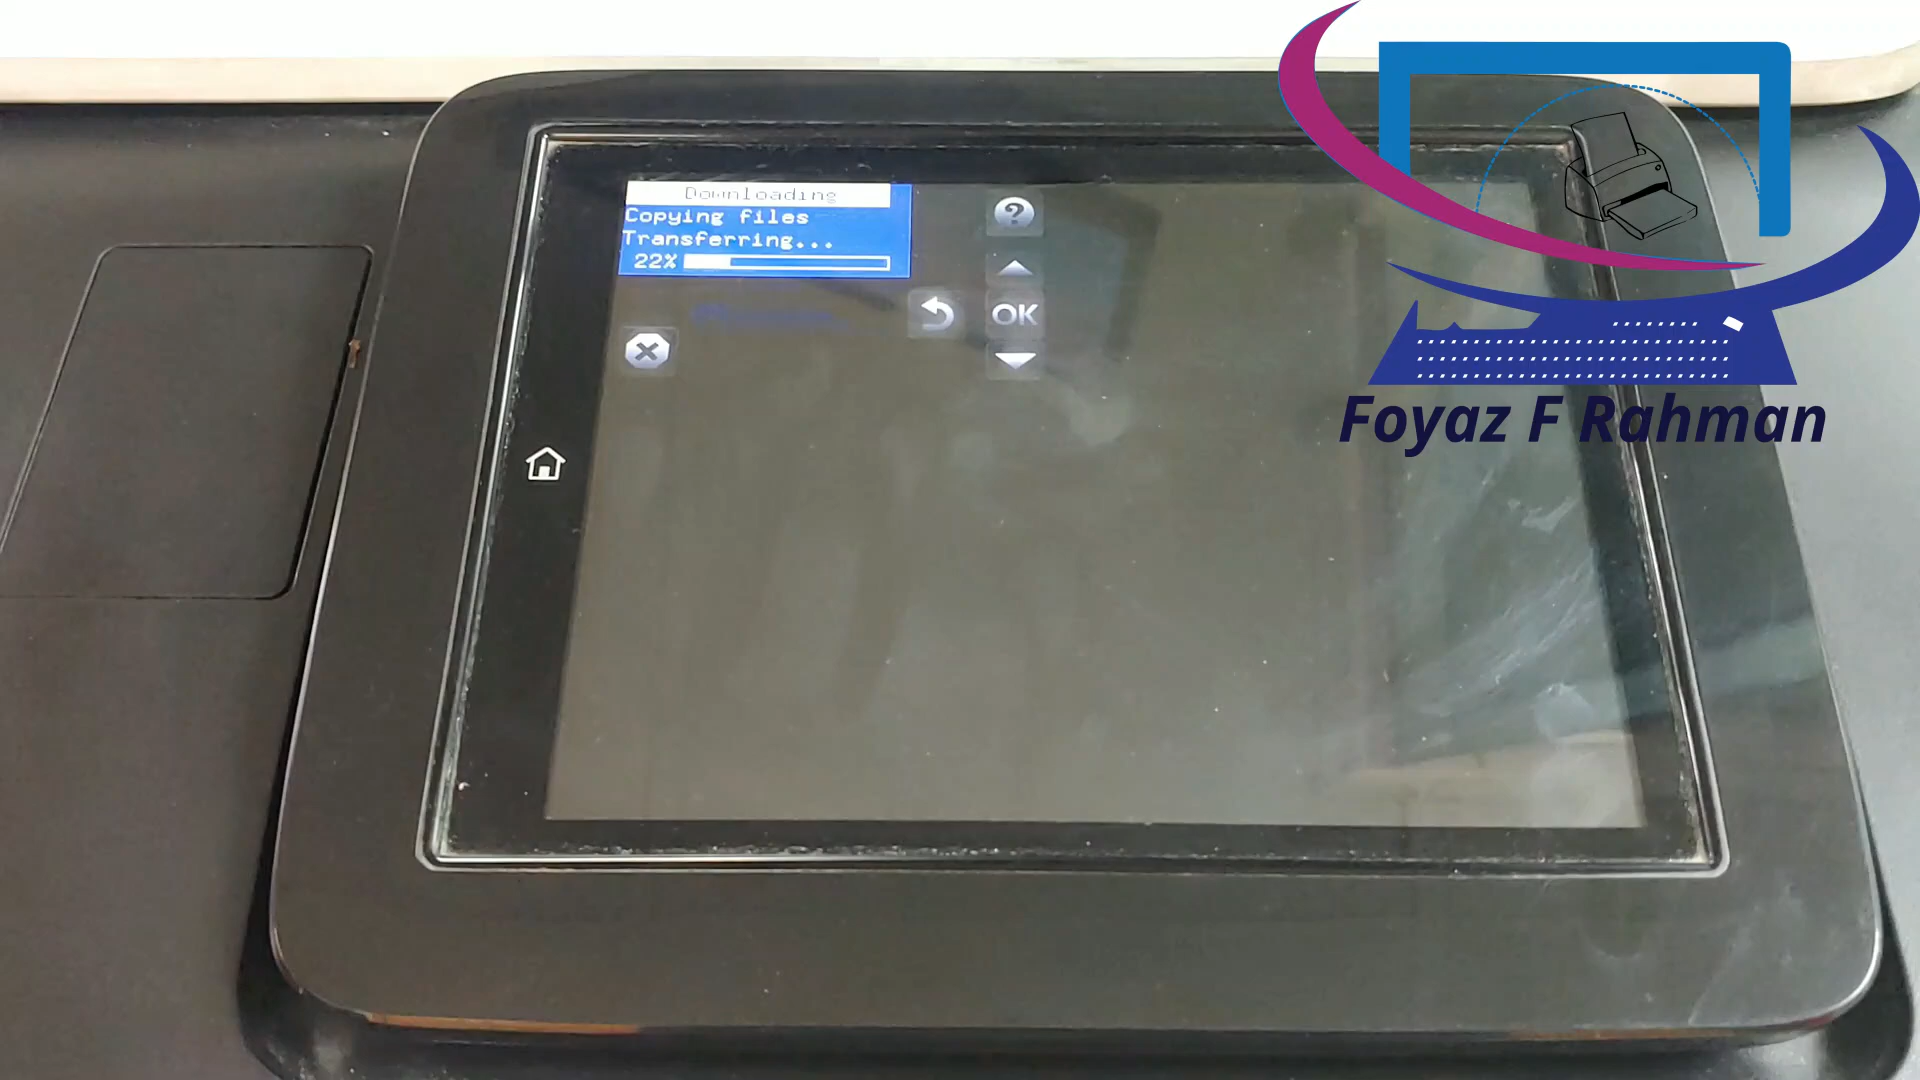 Downloading
Copying files
Transferring...
22%
?
OK
Foyaz F Rahman